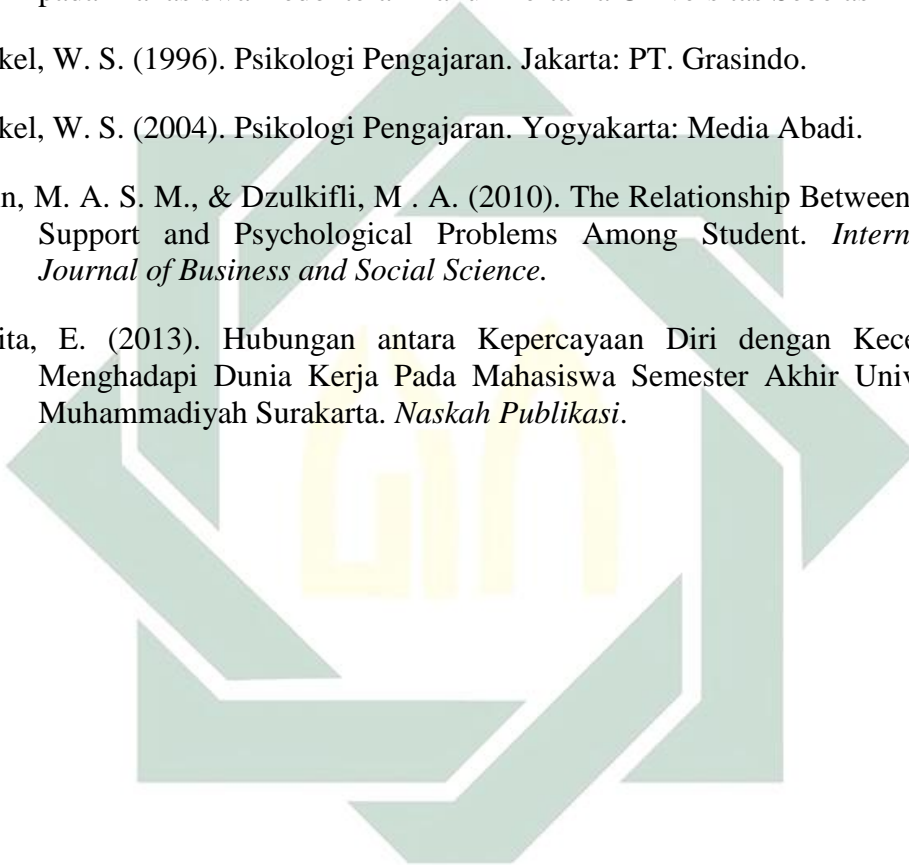 kel, W. S. (1996). Psikologi Pengajaran. Jakarta: PT. Grasindo.
kel, W. S. (2004). Psikologi Pengajaran. Yogyakarta: Media Abadi.
n, M. A. S. M., & Dzulkifli, M . A. (2010). The Relationship Between
Support and Psychological Problems Among Student. Intern
Journal of Business and Social Science.
ita, E. (2013). Hubungan antara Kepercayaan Diri dengan Kece
Menghadapi Dunia Kerja Pada Mahasiswa Semester Akhir Univ
Muhammadiyah Surakarta. Naskah Publikasi.